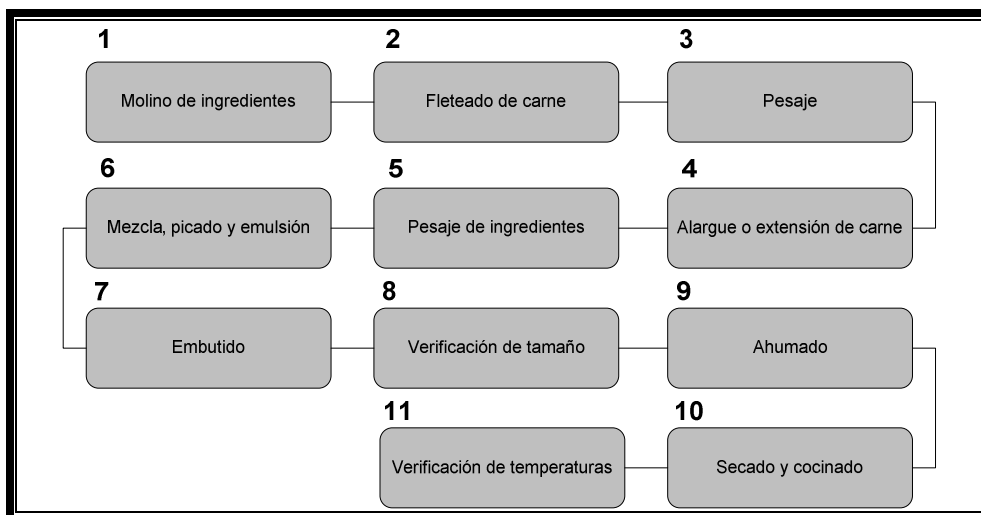 1
Molino de ingredientes
2
Fleteado de carne
3
Pesaje
4
Alargue o extensión de carne
5
Pesaje de ingredientes
6
Mezcla, picado y emulsión
7
Embutido
8
Verificación de tamaño
9
Ahumado
10
Secado y cocinado
11
Verificación de temperaturas